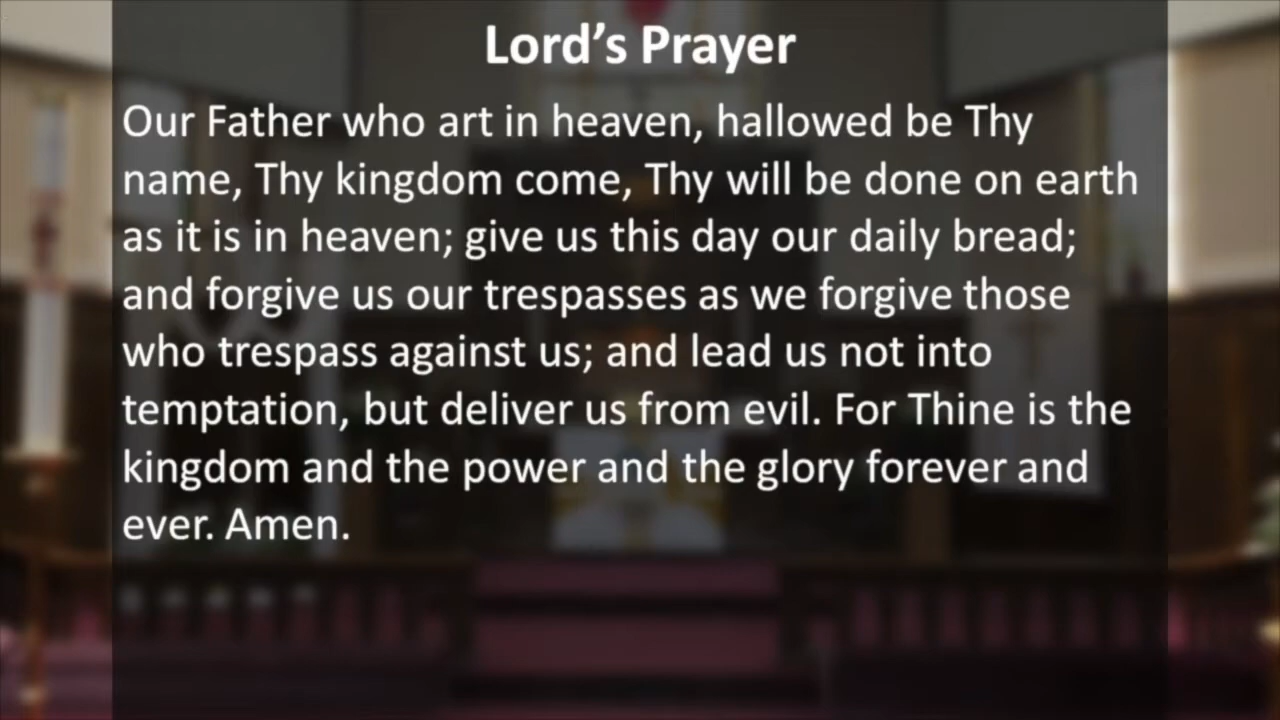 Lord’s Prayer
Our Father who art in heaven, hallowed be Thy
name, Thy kingdom come, Thy will be done on earth
as it is in heaven; give us this day our daily bread;
and forgive us our trespasses as we forgive those
who trespass against us; and lead us not into
temptation, but deliver us from evil. For Thine is the
kingdom and the power and the glory forever and
ever. Amen.